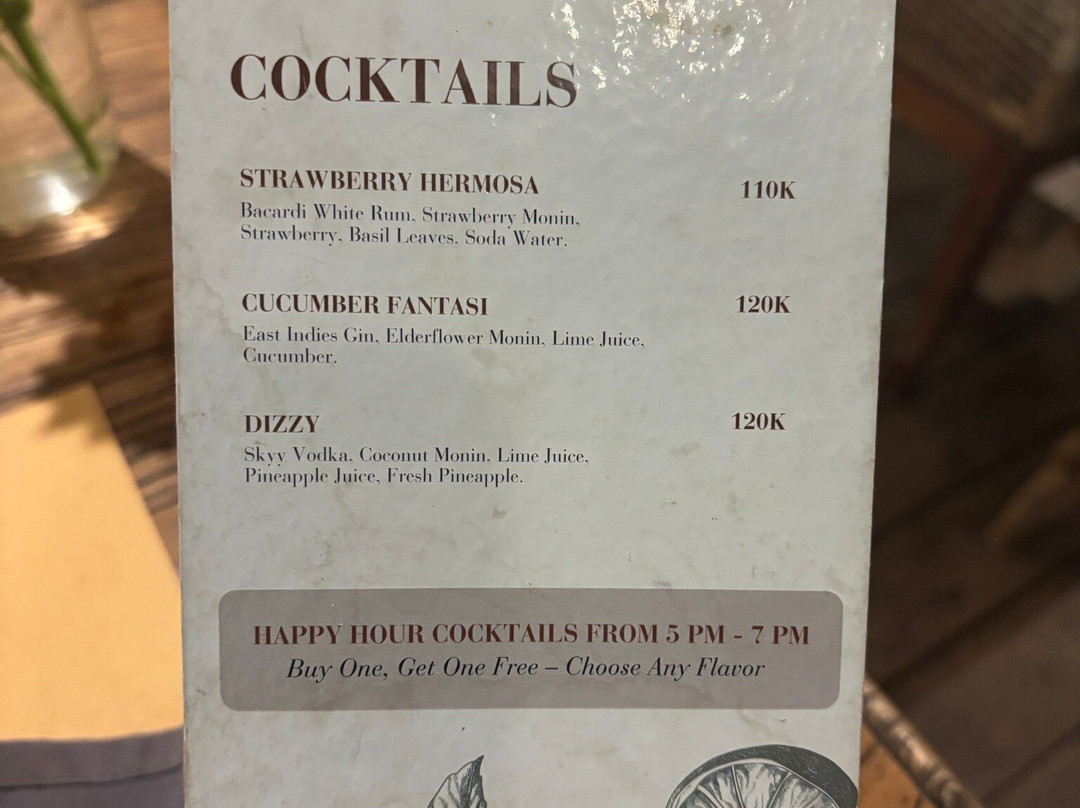 COCKTAILS
STRAWBERRY HERMOSA 110K
Bacardi White Rum, Strawberry Monin,
Strawberry, Basil Leaves. Soda Water.
CUCUMBER FANTASI 120K
East Indies Gin, Elderflower Monin, Lime Juice,
Cucumber.
DIZZY 120K
Skyy Vodka, Coconut Monin, Lime Juice,
Pineapple Juice, Fresh Pineapple.
HAPPY HOUR COCKTAILS FROM 5 PM - 7 PM
Buy One, Get One Free – Choose Any Flavor